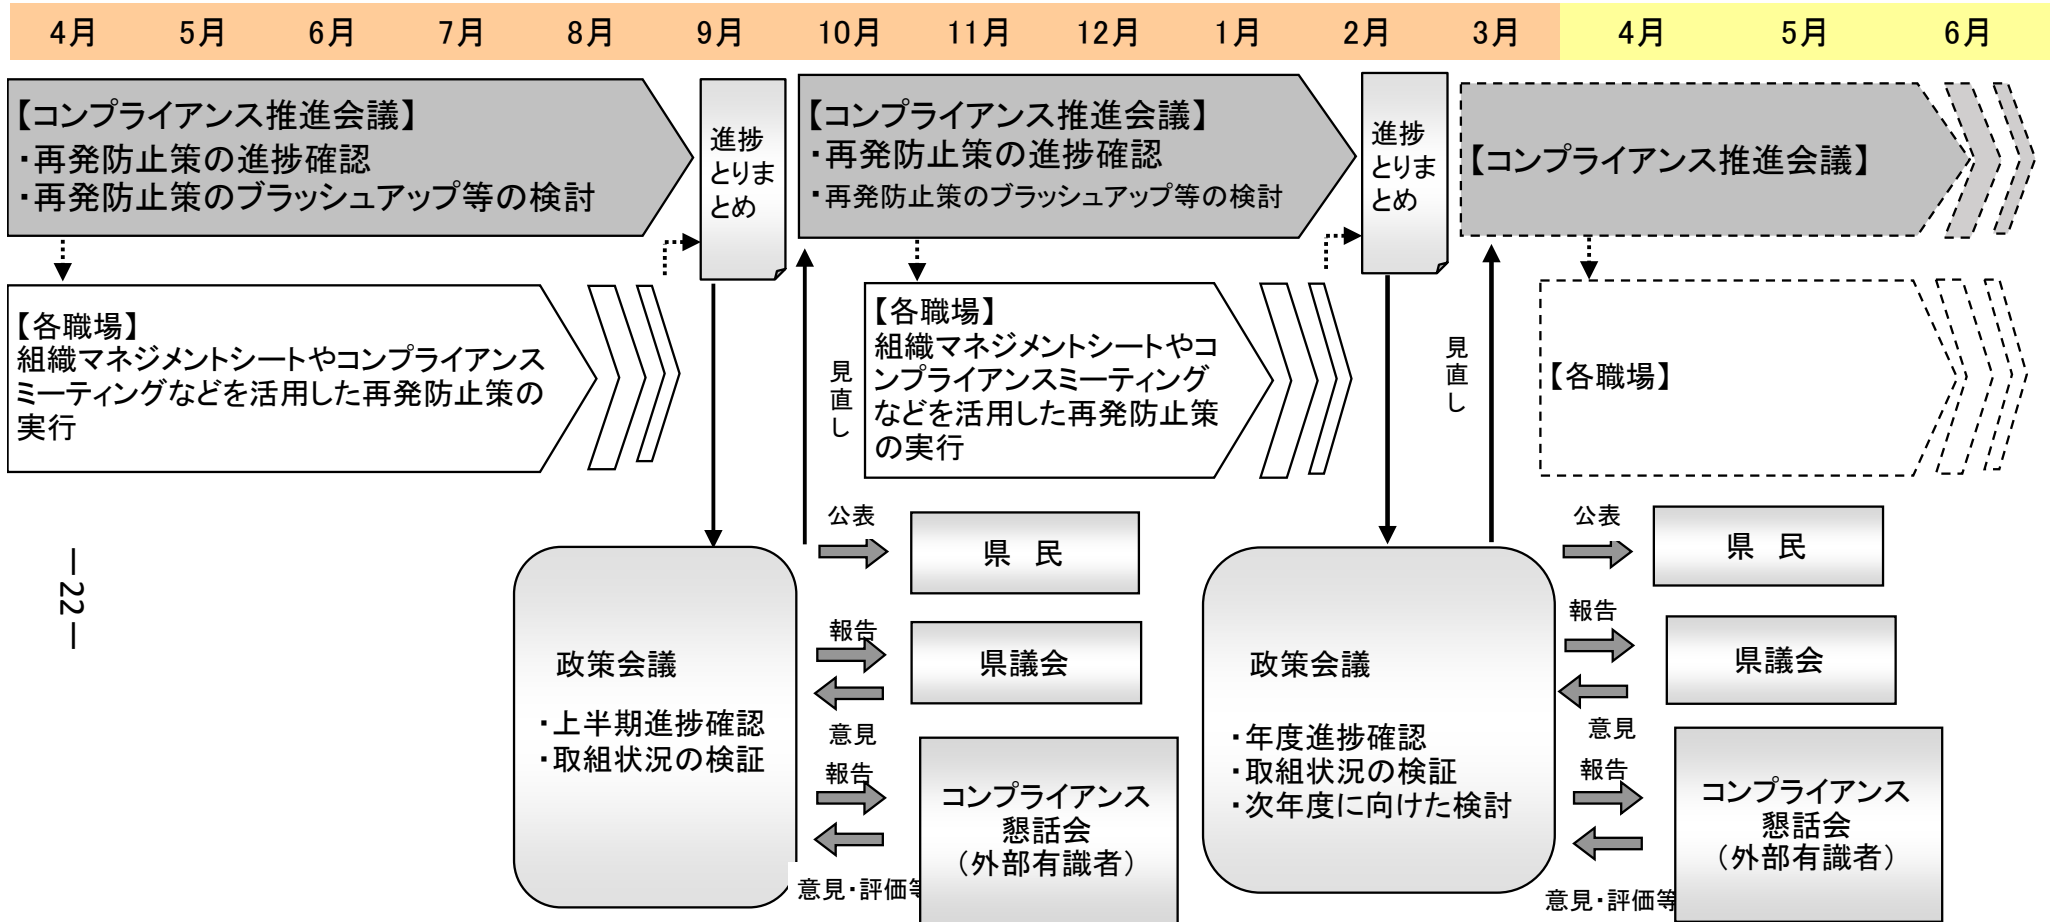 4月 5月 6月 7月 8月 9月 10月 11月 12月 1月 2月 3月 4月 5月 6月
【コンプライアンス推進会議】
・再発防止策の進捗確認
・再発防止策のブラッシュアップ等の検討
進捗
とりま
とめ
【コンプライアンス推進会議】
・再発防止策の進捗確認
・再発防止策のブラッシュアップ等の検討
進捗
とりま
とめ
【コンプライアンス推進会議】
【各職場】
組織マネジメントシートやコンプライアンス
ミーティングなどを活用した再発防止策の
実行
見直し
【各職場】
組織マネジメントシートやコ
ンプライアンスミーティング
などを活用した再発防止策
の実行
見直し
【各職場】
―22―
政策会議
・上半期進捗確認
・取組状況の検証
公表
県 民
報告
県議会
意見
報告
コンプライアンス
懇話会
（外部有識者）
意見・評価等
政策会議
・年度進捗確認
・取組状況の検証
・次年度に向けた検討
公表
県 民
報告
県議会
意見
報告
コンプライアンス
懇話会
（外部有識者）
意見・評価等